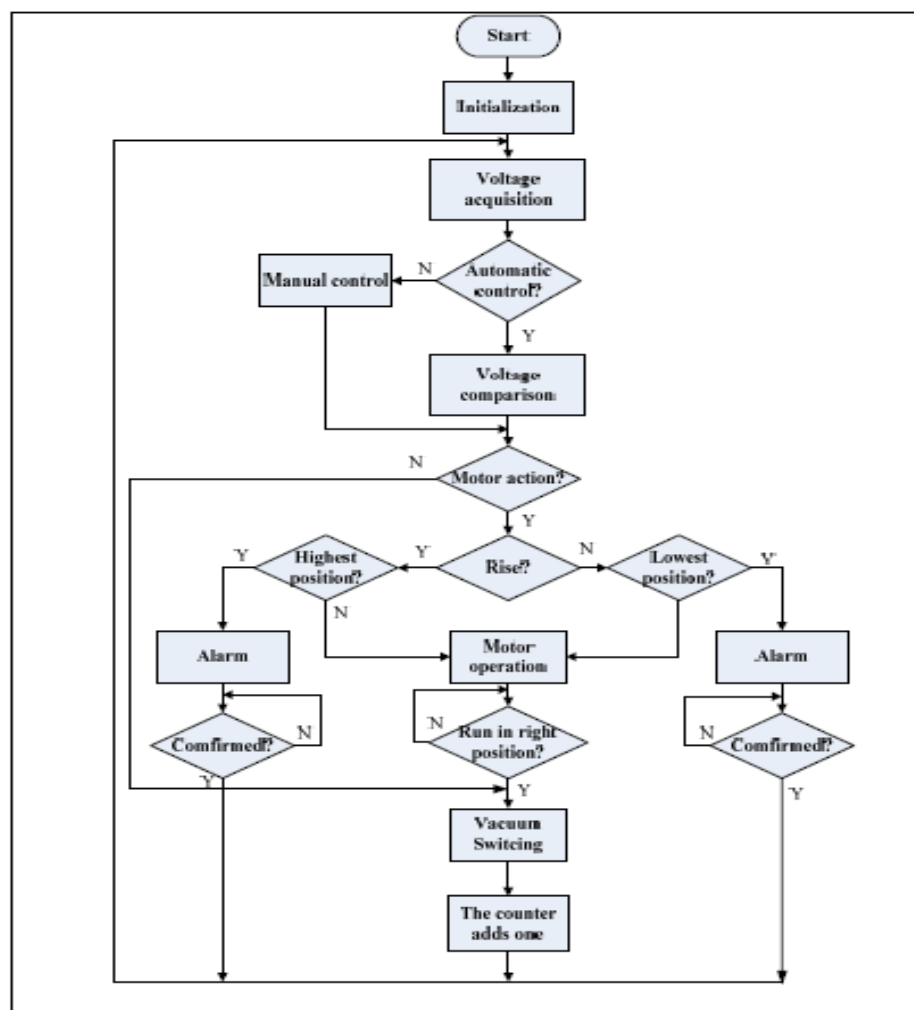 Start
Initialization
Voltage
acquisition
Automatic
control?
N
Manual control
Y
Voltage
comparison
N
Motor action?
Y
Y
Highest
position?
Y
Rise?
N
Lowest
position?
Y
N
Alarm
Motor
operation
Alarm
Comfirmed?
N
Y
N
Run in right
position?
Y
N
Comfirmed?
Y
Vacuum
Switcing
The counter
adds one